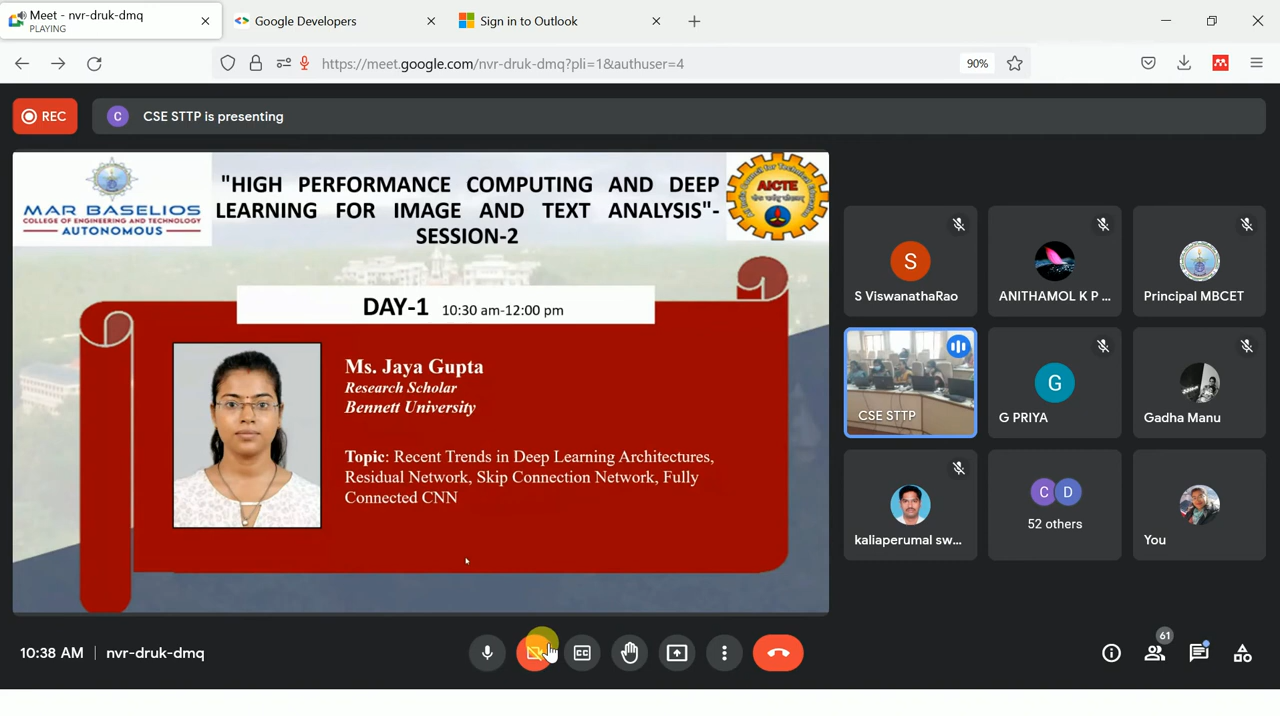 Meet - nvr-druk-dmq
PLAYING
Google Developers
Sign in to Outlook
https://meet.google.com/nvr-druk-dmq?pli=1&authuser=4
90%
REC
C
CSE STTP is presenting
MAR BASELIOS
COLLEGE OF ENGINEERING AND TECHNOLOGY
AUTONOMOUS
"HIGH PERFORMANCE COMPUTING AND DEEP
LEARNING FOR IMAGE AND TEXT ANALYSIS"-
SESSION-2
AICTE
DAY-1 10:30 am-12:00 pm
Ms. Jaya Gupta
Research Scholar
Bennett University
Topic: Recent Trends in Deep Learning Architectures,
Residual Network, Skip Connection Network, Fully
Connected CNN
S
S ViswanathaRao
ANITHAMOL K P ...
Principal MBCET
CSE STTP
G
G PRIYA
Gadha Manu
kaliaperumal sw...
C D
52 others
You
10:38 AM | nvr-druk-dmq
CC
61